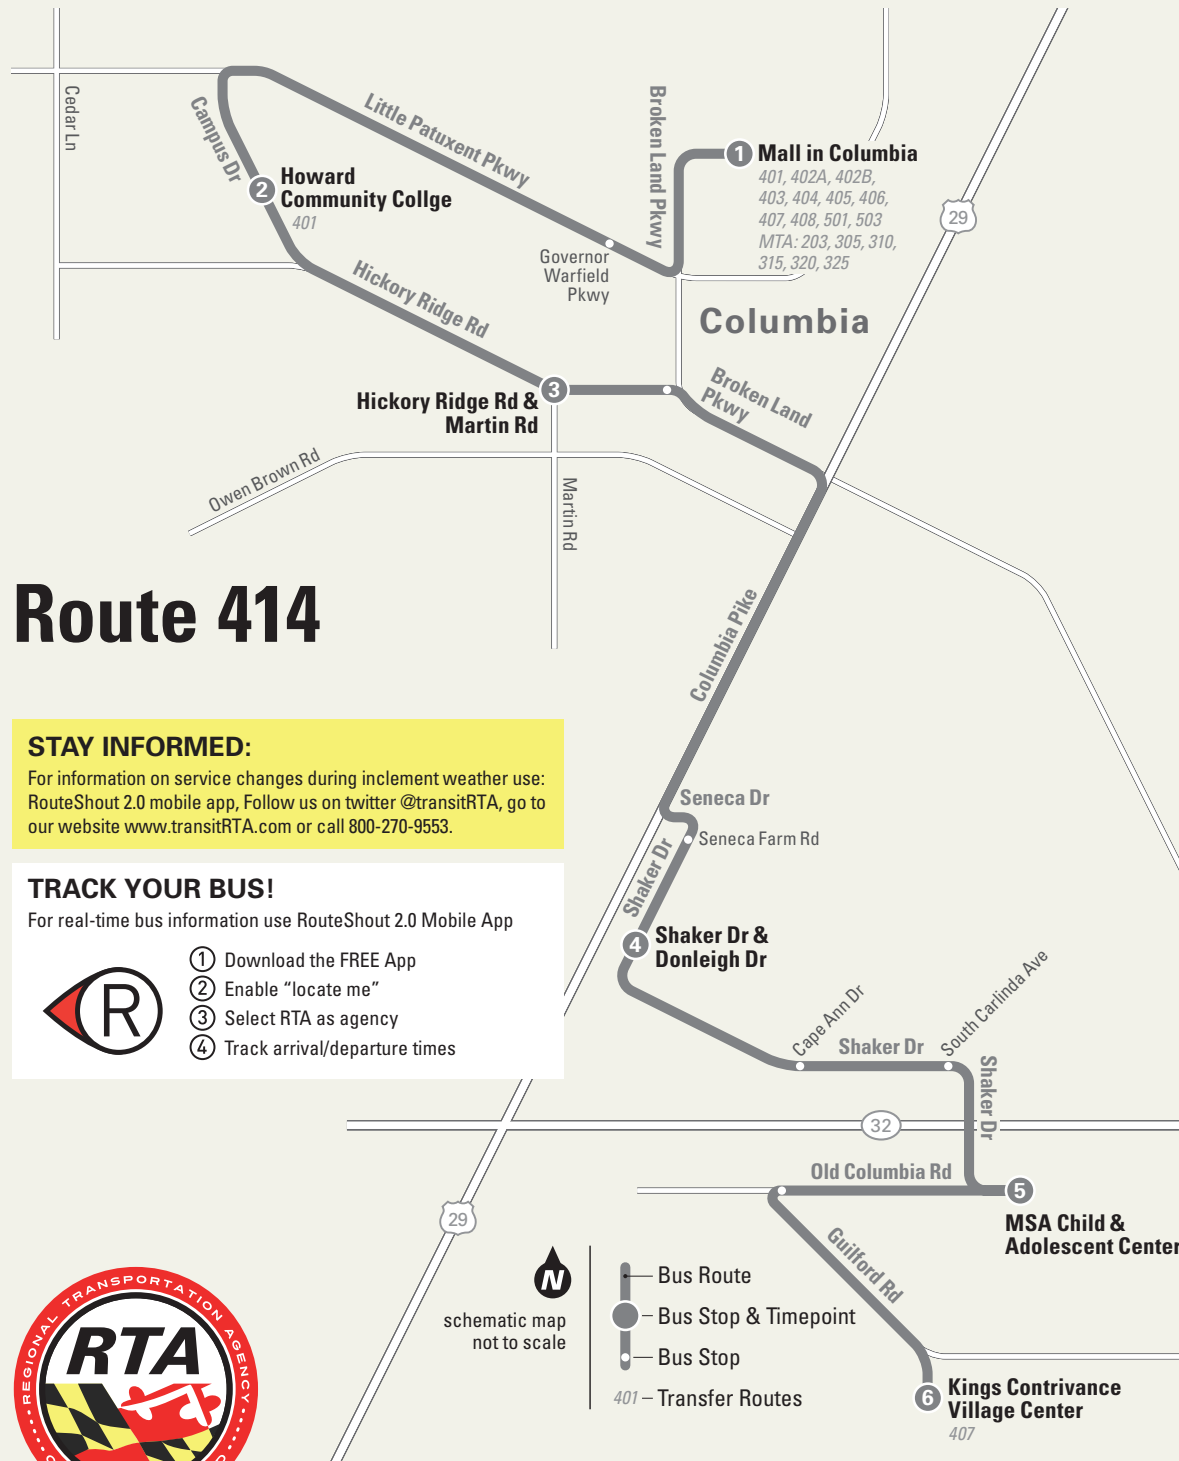 Cedar Ln
Campus Dr
Little Patuxent Pkwy
Broken Land Pkwy
1 Mall in Columbia
401, 402A, 402B,
403, 404, 405, 406,
407, 408, 501, 503
MTA: 203, 305, 310,
315, 320, 325
29
2 Howard
Community Collge
401
Governor
Warfield
Pkwy
Hickory Ridge Rd
Columbia
3
Hickory Ridge Rd &
Martin Rd
Broken Land
Pkwy
Owen Brown Rd
Martin Rd
Route 414
Columbia Pike
STAY INFORMED:
For information on service changes during inclement weather use:
RouteShout 2.0 mobile app, Follow us on twitter @transitRTA, go to
our website www.transitRTA.com or call 800-270-9553.
Seneca Dr
Seneca Farm Rd
Shaker Dr
TRACK YOUR BUS!
For real-time bus information use RouteShout 2.0 Mobile App
R
1 Download the FREE App
2 Enable “locate me”
3 Select RTA as agency
4 Track arrival/departure times
4 Shaker Dr &
Donleigh Dr
Cape Ann Dr
Shaker Dr
South Carlinda Ave
Shaker Dr
32
Old Columbia Rd
5
MSA Child &
Adolescent Center
29
Guilford Rd
N
schematic map
not to scale
Bus Route
Bus Stop & Timepoint
Bus Stop
401 Transfer Routes
6 Kings Contrivance
Village Center
407
REGIONAL TRANSPORTATION AGENCY
RTA